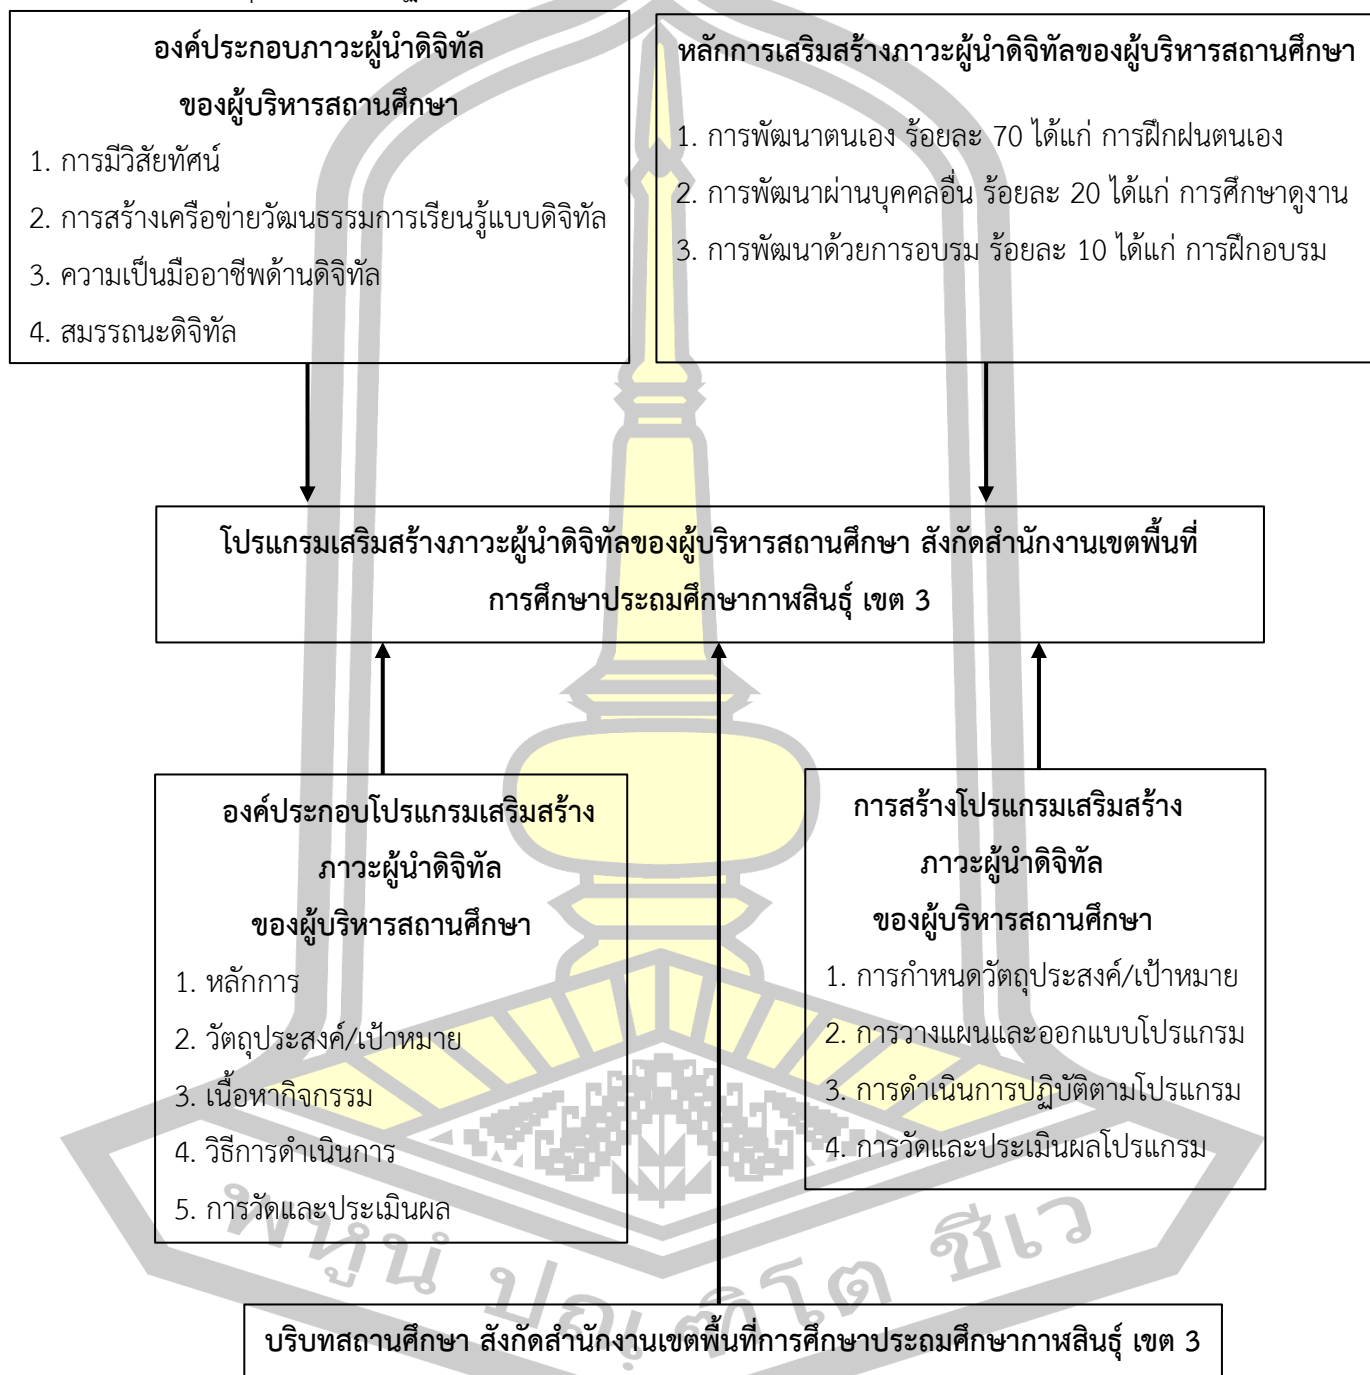 องค์ประกอบภาวะผู้นำดิจิทัล
ของผู้บริหารสถานศึกษา
1. การมีวิสัยทัศน์
2. การสร้างเครือข่ายวัฒนธรรมการเรียนรู้แบบดิจิทัล
3. ความเป็นมืออาชีพด้านดิจิทัล
4. สมรรถนะดิจิทัล
หลักการเสริมสร้างภาวะผู้นำดิจิทัลของผู้บริหารสถานศึกษา
1. การพัฒนาตนเอง ร้อยละ 70 ได้แก่ การฝึกฝนตนเอง
2. การพัฒนาผ่านบุคคลอื่น ร้อยละ 20 ได้แก่ การศึกษาดูงาน
3. การพัฒนาด้วยการอบรม ร้อยละ 10 ได้แก่ การฝึกอบรม
โปรแกรมเสริมสร้างภาวะผู้นำดิจิทัลของผู้บริหารสถานศึกษา สังกัดสำนักงานเขตพื้นที่
การศึกษาประถมศึกษากาฬสินธุ์ เขต 3
องค์ประกอบโปรแกรมเสริมสร้าง
ภาวะผู้นำดิจิทัล
ของผู้บริหารสถานศึกษา
1. หลักการ
2. วัตถุประสงค์/เป้าหมาย
3. เนื้อหากิจกรรม
4. วิธีการดำเนินการ
5. การวัดและประเมินผล
การสร้างโปรแกรมเสริมสร้าง
ภาวะผู้นำดิจิทัล
ของผู้บริหารสถานศึกษา
1. การกำหนดวัตถุประสงค์/เป้าหมาย
2. การวางแผนและออกแบบโปรแกรม
3. การดำเนินการปฏิบัติตามโปรแกรม
4. การวัดและประเมินผลโปรแกรม
พหูนํ ปณฺฑิโต ชีเว
บริบทสถานศึกษา สังกัดสำนักงานเขตพื้นที่การศึกษาประถมศึกษากาฬสินธุ์ เขต 3